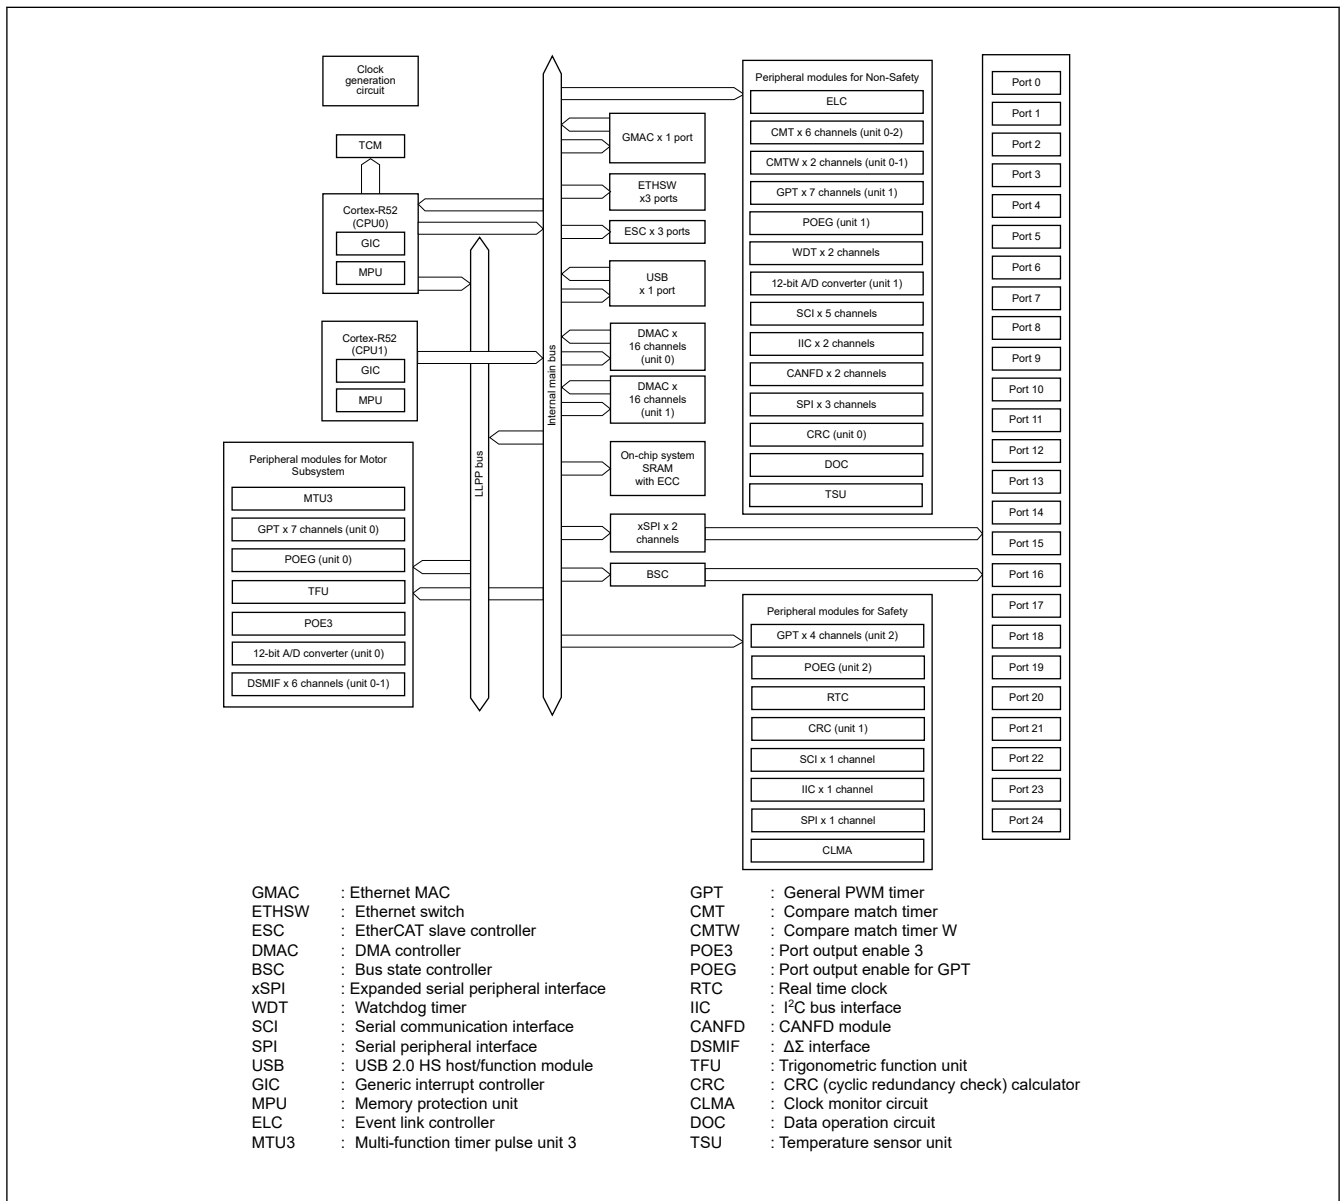 Clock
generation
circuit
TCM
Cortex-R52
(CPU0)
GIC
MPU
Cortex-R52
(CPU1)
GIC
MPU
Peripheral modules for Motor
Subsystem
MTU3
GPT x 7 channels (unit 0)
POEG (unit 0)
TFU
POE3
12-bit A/D converter (unit 0)
DSMIF x 6 channels (unit 0-1)
LLPP bus
Internal main bus
GMAC x 1 port
ETHSW
x3 ports
ESC x 3 ports
USB
x 1 port
DMAC x
16 channels
(unit 0)
DMAC x
16 channels
(unit 1)
On-chip system
SRAM
with ECC
xSPI x 2
channels
BSC
Peripheral modules for Non-Safety
ELC
CMT x 6 channels (unit 0-2)
CMTW x 2 channels (unit 0-1)
GPT x 7 channels (unit 1)
POEG (unit 1)
WDT x 2 channels
12-bit A/D converter (unit 1)
SCI x 5 channels
IIC x 2 channels
CANFD x 2 channels
SPI x 3 channels
CRC (unit 0)
DOC
TSU
Peripheral modules for Safety
GPT x 4 channels (unit 2)
POEG (unit 2)
RTC
CRC (unit 1)
SCI x 1 channel
IIC x 1 channel
SPI x 1 channel
CLMA
Port 0
Port 1
Port 2
Port 3
Port 4
Port 5
Port 6
Port 7
Port 8
Port 9
Port 10
Port 11
Port 12
Port 13
Port 14
Port 15
Port 16
Port 17
Port 18
Port 19
Port 20
Port 21
Port 22
Port 23
Port 24
GMAC : Ethernet MAC
ETHSW : Ethernet switch
ESC : EtherCAT slave controller
DMAC : DMA controller
BSC : Bus state controller
xSPI : Expanded serial peripheral interface
WDT : Watchdog timer
SCI : Serial communication interface
SPI : Serial peripheral interface
USB : USB 2.0 HS host/function module
GIC : Generic interrupt controller
MPU : Memory protection unit
ELC : Event link controller
MTU3 : Multi-function timer pulse unit 3
GPT : General PWM timer
CMT : Compare match timer
CMTW : Compare match timer W
POE3 : Port output enable 3
POEG : Port output enable for GPT
RTC : Real time clock
IIC : I²C bus interface
CANFD : CANFD module
DSMIF : ΔΣ interface
TFU : Trigonometric function unit
CRC : CRC (cyclic redundancy check) calculator
CLMA : Clock monitor circuit
DOC : Data operation circuit
TSU : Temperature sensor unit